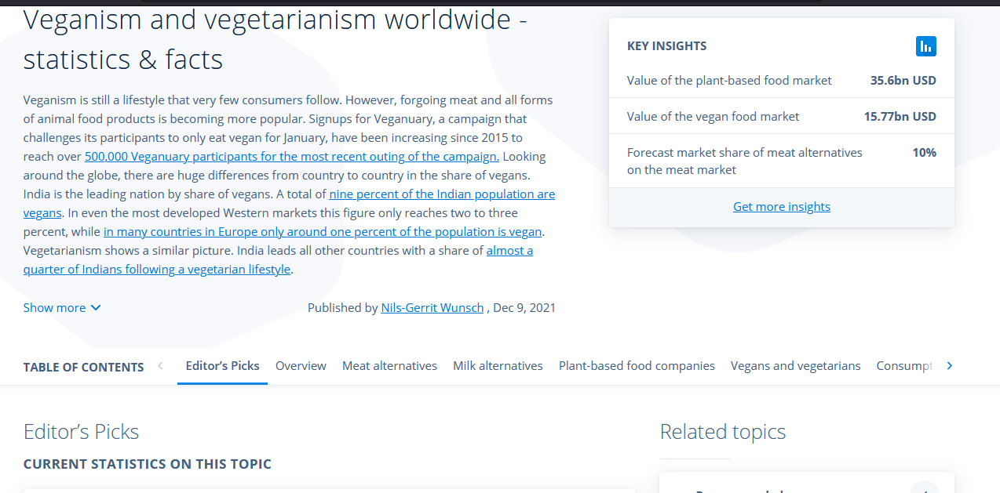 Veganism and vegetarianism worldwide -
statistics & facts
Veganism is still a lifestyle that very few consumers follow. However, forgoing meat and all forms
of animal food products is becoming more popular. Signups for Veganuary, a campaign that
challenges its participants to only eat vegan for January, have been increasing since 2015 to
reach over 500,000 Veganuary participants for the most recent outing of the campaign. Looking
around the globe, there are huge differences from country to country in the share of vegans.
India is the leading nation by share of vegans. A total of nine percent of the Indian population are
vegans. In even the most developed Western markets this figure only reaches two to three
percent, while in many countries in Europe only around one percent of the population is vegan.
Vegetarianism shows a similar picture. India leads all other countries with a share of almost a
quarter of Indians following a vegetarian lifestyle.
Show more
Published by Nils-Gerrit Wunsch , Dec 9, 2021
KEY INSIGHTS
Value of the plant-based food market 35.6bn USD
Value of the vegan food market 15.77bn USD
Forecast market share of meat alternatives 10%
on the meat market
Get more insights
TABLE OF CONTENTS Editor's Picks Overview Meat alternatives Milk alternatives Plant-based food companies Vegans and vegetarians Consumpt
Editor's Picks
CURRENT STATISTICS ON THIS TOPIC
Related topics